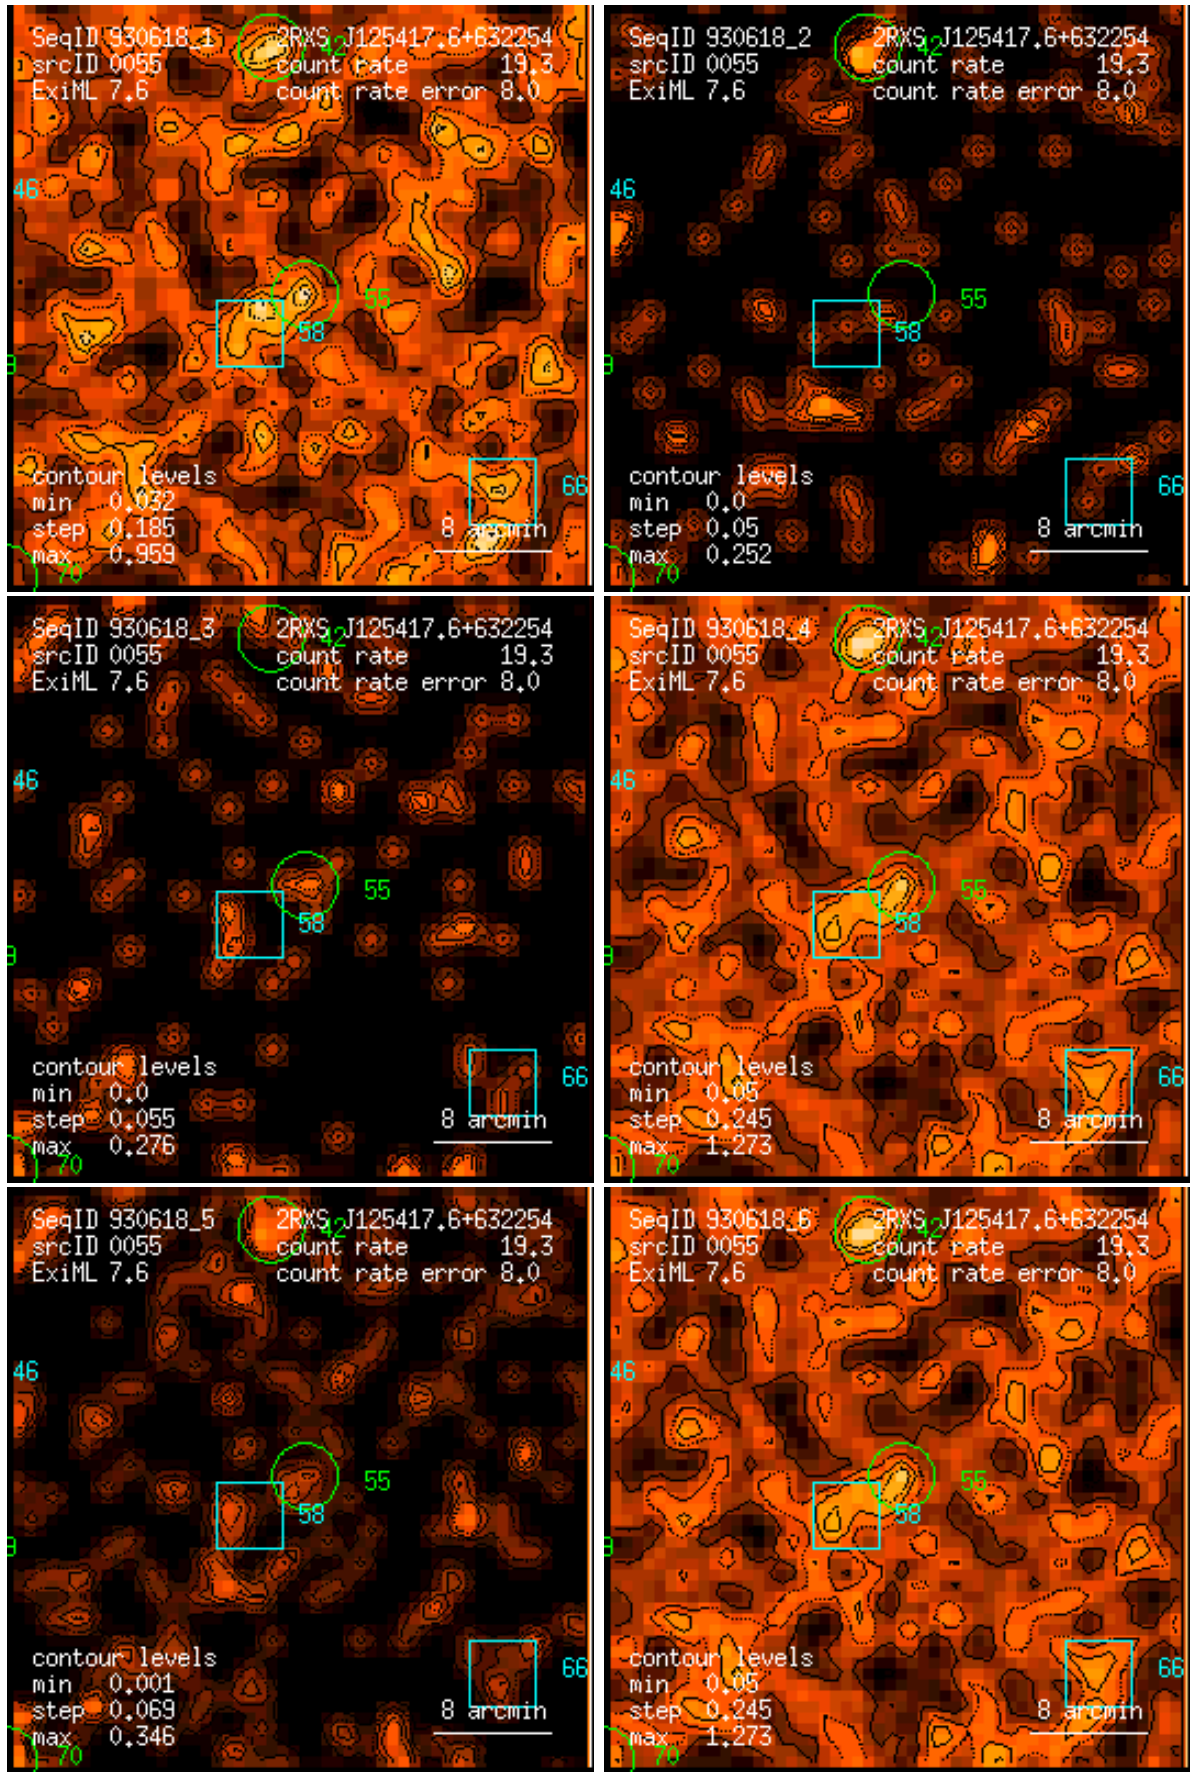 SeqID 930618_1 2RXS J125417.6+632254
42
srcID 0055 count rate 19.3
ExiML 7.6 count rate error 8.0
46
55
58
9
contour levels
66
min 0.032
step 0.185 8 arcmin
max 0.959
70
SeqID 930618_2 2RXS J125417.6+632254
42
srcID 0055 count rate 19.3
ExiML 7.6 count rate error 8.0
46
55
58
9
contour levels
66
min 0.0
step 0.05 8 arcmin
max 0.252
70
SeqID 930618_3 2RXS J125417.6+632254
42
srcID 0055 count rate 19.3
ExiML 7.6 count rate error 8.0
46
55
58
9
contour levels
66
min 0.0
step 0.055 8 arcmin
max 0.276
70
SeqID 930618_4 2RXS J125417.6+632254
42
srcID 0055 count rate 19.3
ExiML 7.6 count rate error 8.0
46
55
58
9
contour levels
66
min 0.05
step 0.245 8 arcmin
max 1.273
70
SeqID 930618_5 2RXS J125417.6+632254
42
srcID 0055 count rate 19.3
ExiML 7.6 count rate error 8.0
46
55
58
9
contour levels
66
min 0.001
step 0.069 8 arcmin
max 0.346
70
SeqID 930618_6 2RXS J125417.6+632254
42
srcID 0055 count rate 19.3
ExiML 7.6 count rate error 8.0
46
55
58
9
contour levels
66
min 0.05
step 0.245 8 arcmin
max 1.273
70